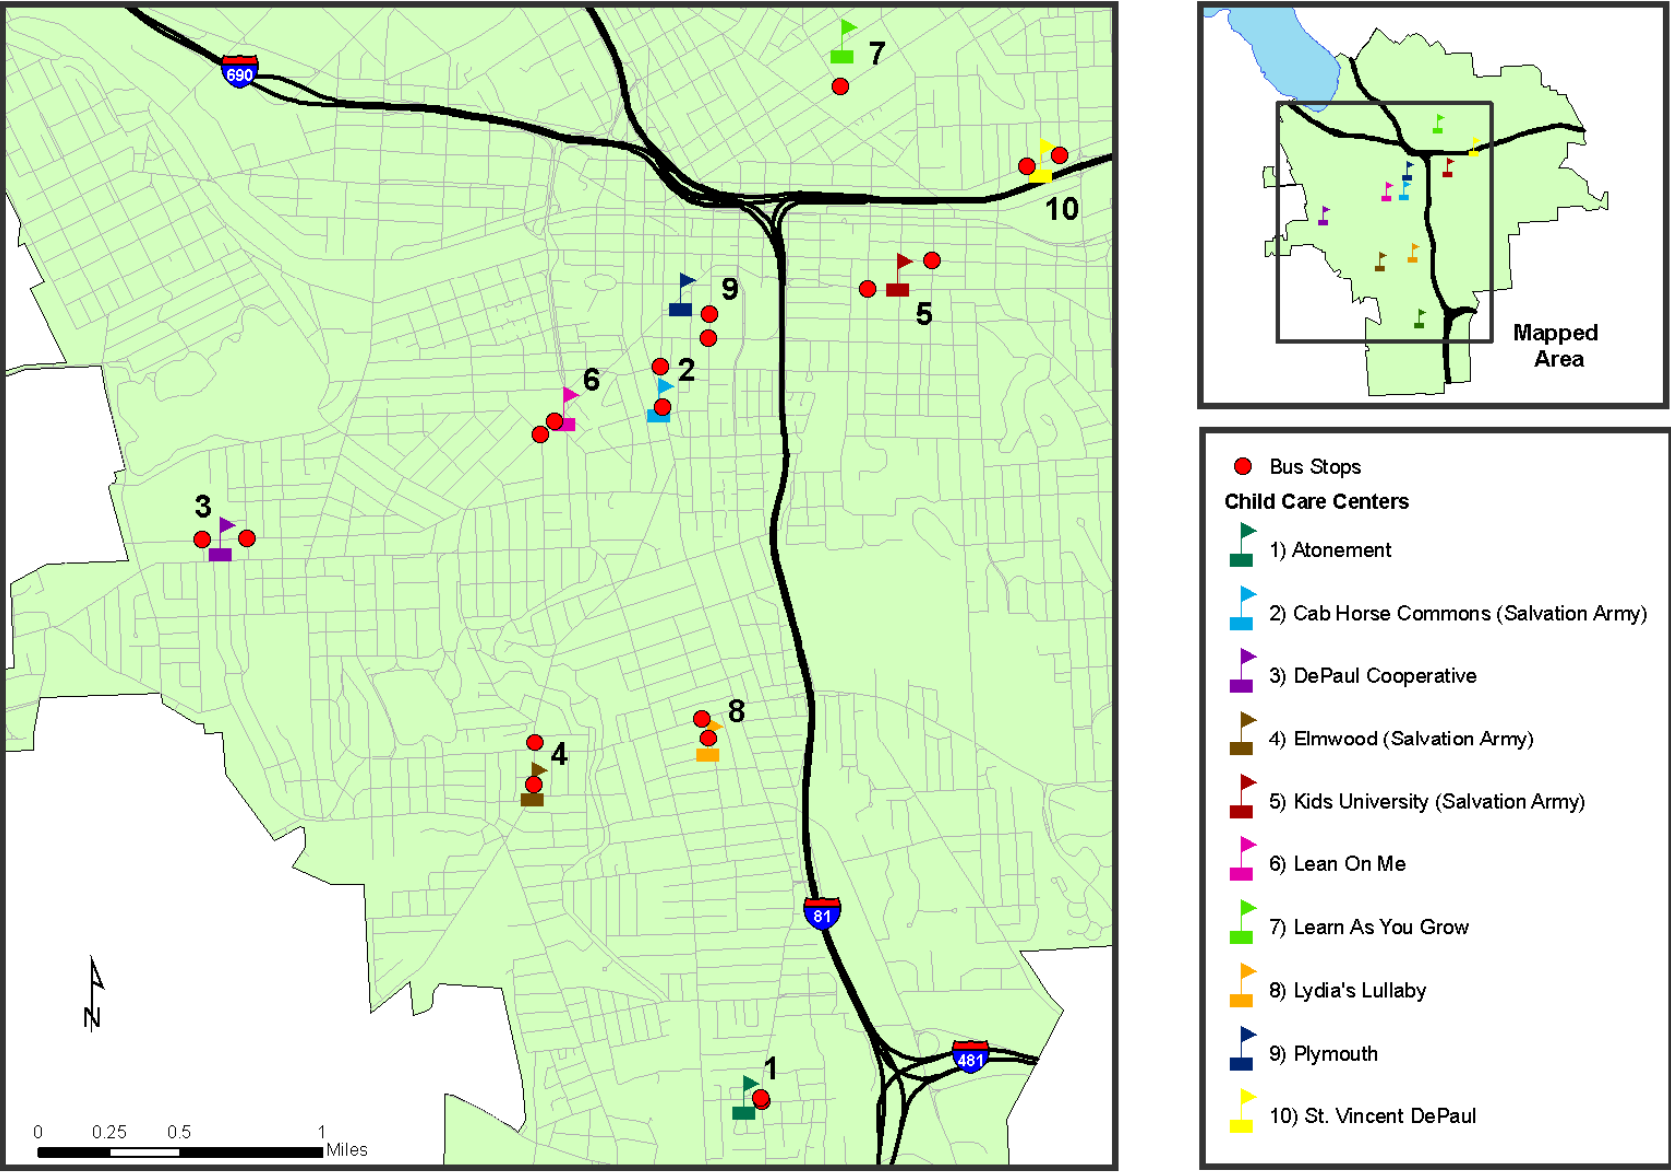 690
7
10
9
5
2
6
3
8
4
81
N
481
1
0 0.25 0.5 1
Miles
Mapped
Area
Bus Stops
Child Care Centers
1) Atonement
2) Cab Horse Commons (Salvation Army)
3) DePaul Cooperative
4) Elmwood (Salvation Army)
5) Kids University (Salvation Army)
6) Lean On Me
7) Learn As You Grow
8) Lydia's Lullaby
9) Plymouth
10) St. Vincent DePaul